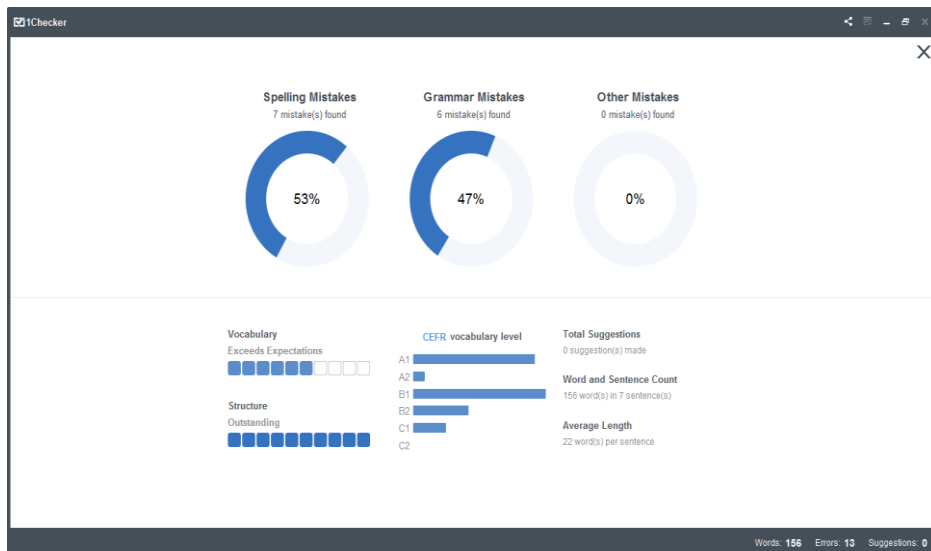 1Checker
Spelling Mistakes
7 mistake(s) found
53%
Grammar Mistakes
6 mistake(s) found
47%
Other Mistakes
0 mistake(s) found
0%
Vocabulary
Exceeds Expectations
Structure
Outstanding
CEFR vocabulary level
A1
A2
B1
B2
C1
C2
Total Suggestions
0 suggestion(s) made
Word and Sentence Count
156 word(s) in 7 sentence(s)
Average Length
22 word(s) per sentence
Words: 156 Errors: 13 Suggestions: 0